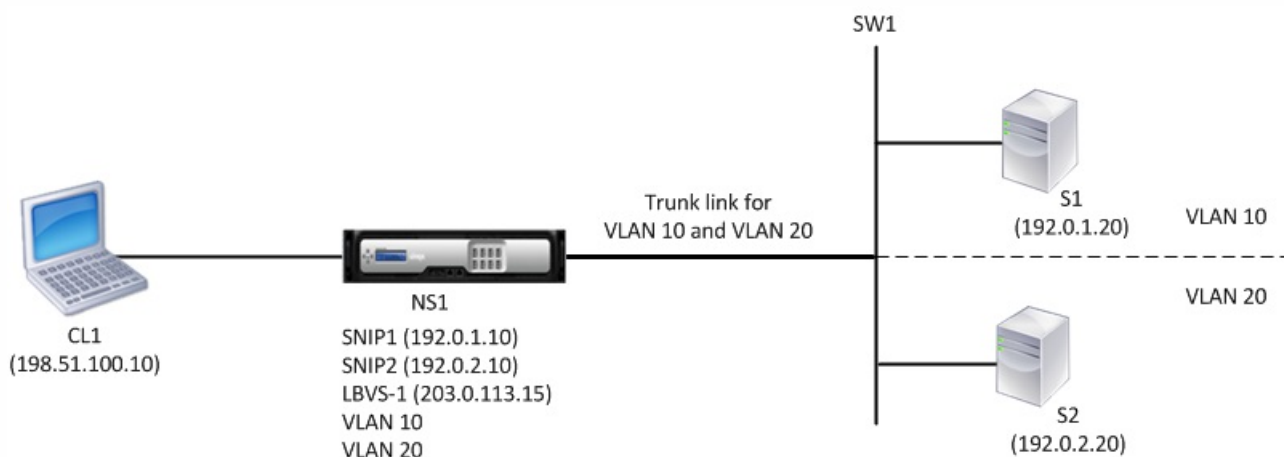 SW1
Trunk link for
VLAN 10 and VLAN 20
S1
(192.0.1.20)
VLAN 10
VLAN 20
CL1
(198.51.100.10)
NS1
SNIP1 (192.0.1.10)
SNIP2 (192.0.2.10)
LBVS-1 (203.0.113.15)
VLAN 10
VLAN 20
S2
(192.0.2.20)